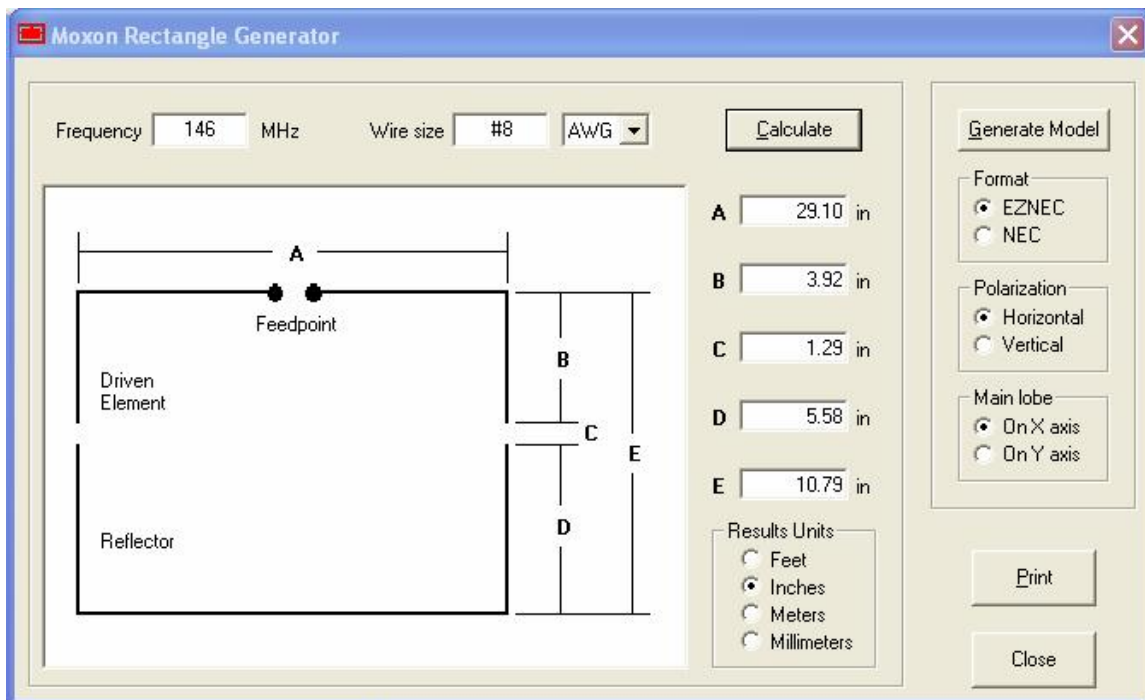 Moxon Rectangle Generator
Frequency 146 MHz Wire size #8 AWG Calculate
A
Feedpoint
Driven
Element
B
C
E
D
Reflector
A 29.10 in
B 3.92 in
C 1.29 in
D 5.58 in
E 10.79 in
Results Units
Feet
Inches
Meters
Millimeters
Generate Model
Format
EZNEC
NEC
Polarization
Horizontal
Vertical
Main lobe
On X axis
On Y axis
Print
Close